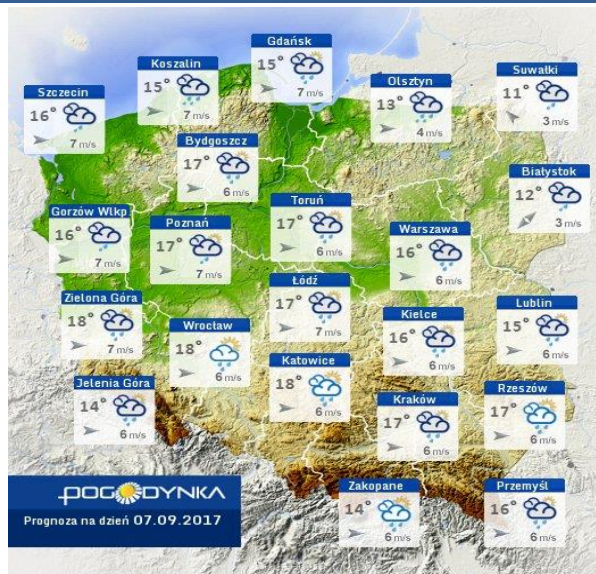 Gdańsk
15°
7 m/s
Koszalin
15°
7 m/s
Suwałki
11°
3 m/s
Olsztyn
13°
4 m/s
Szczecin
16°
7 m/s
Bydgoszcz
17°
6 m/s
Białystok
12°
3 m/s
Toruń
17°
6 m/s
Gorzów Wlkp
16°
7 m/s
Poznań
17°
7 m/s
Warszawa
16°
6 m/s
Łódź
17°
7 m/s
Zielona Góra
18°
7 m/s
Lublin
15°
6 m/s
Kielce
16°
6 m/s
Wrocław
18°
6 m/s
Katowice
18°
6 m/s
Jelenia Góra
14°
6 m/s
Rzeszów
17°
6 m/s
Kraków
17°
6 m/s
Zakopane
14°
6 m/s
Przemyśl
16°
6 m/s
POGODYNKA
Prognoza na dzień 07.09.2017